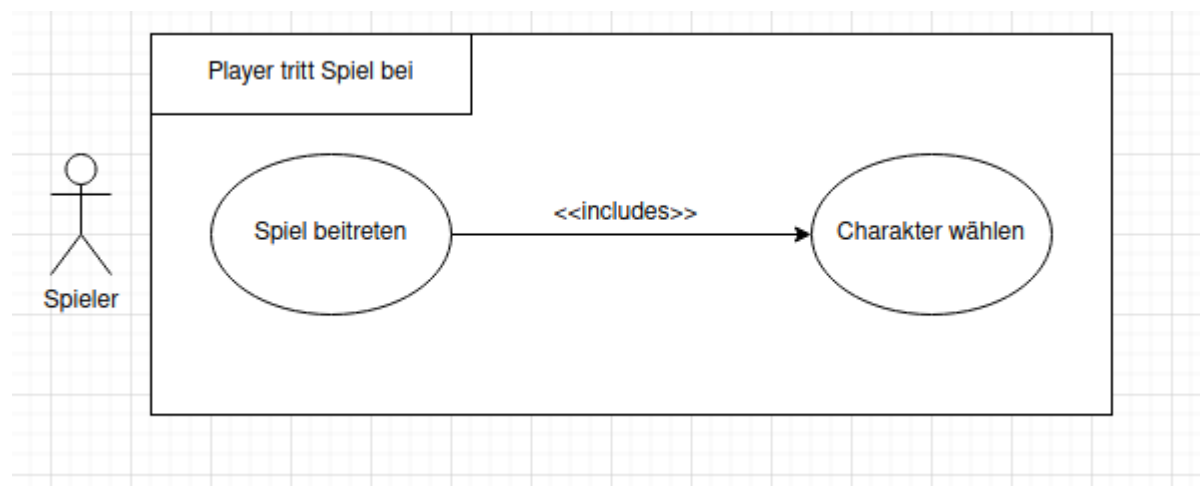 Player tritt Spiel bei
Spiel beitreten
<<includes>>
Charakter wählen
Spieler